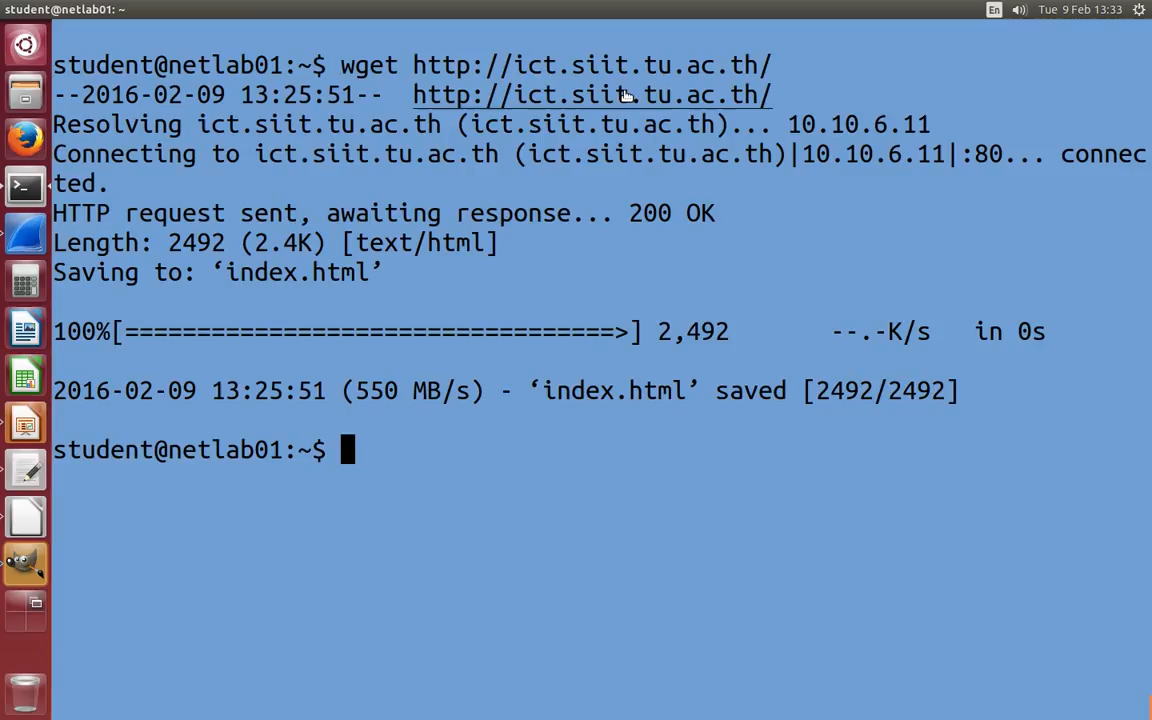 student@netlab01: ~
En
Tue 9 Feb 13:33
student@netlab01:~$ wget http://ict.siit.tu.ac.th/
--2016-02-09 13:25:51--  http://ict.siit.tu.ac.th/
Resolving ict.siit.tu.ac.th (ict.siit.tu.ac.th)... 10.10.6.11
Connecting to ict.siit.tu.ac.th (ict.siit.tu.ac.th)|10.10.6.11|:80... connec
ted.
HTTP request sent, awaiting response... 200 OK
Length: 2492 (2.4K) [text/html]
Saving to: ‘index.html’
100%[==================================>] 2,492       --.-K/s   in 0s
2016-02-09 13:25:51 (550 MB/s) - ‘index.html’ saved [2492/2492]
student@netlab01:~$